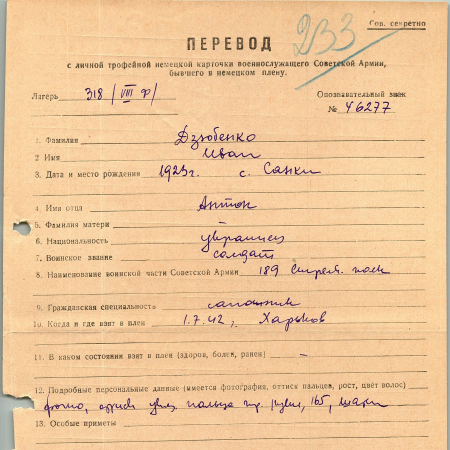 Сов. секретно
233
ПЕРЕВОД
с личной трофейной немецкой карточки военнослужащего Советской Армии,
бывшего в немецком плену.
Лагерь 318 / VIII ф/
Опознавательный знак
№ 46277
1. Фамилия Дзюбенко
2 Имя Иван
3. Дата и место рождения 1923г. с. Санки
4. Имя отца Антон
5. Фамилия матери
6. Национальность украинец
7. Воинское звание солдат
8. Наименование воинской части Советской Армии 189 стрелк. полк
9. Гражданская специальность сапожник
10. Когда и где взят в плен 1.7.42, Харьков
11. В каком состоянии взят в плен (здоров, болен, ранен) –
12. Подробные персональные данные (имеется фотография, оттиск пальцев, рост, цвет волос)
фото, оттиск указ. пальца пр. руки, 165,
13. Особые приметы